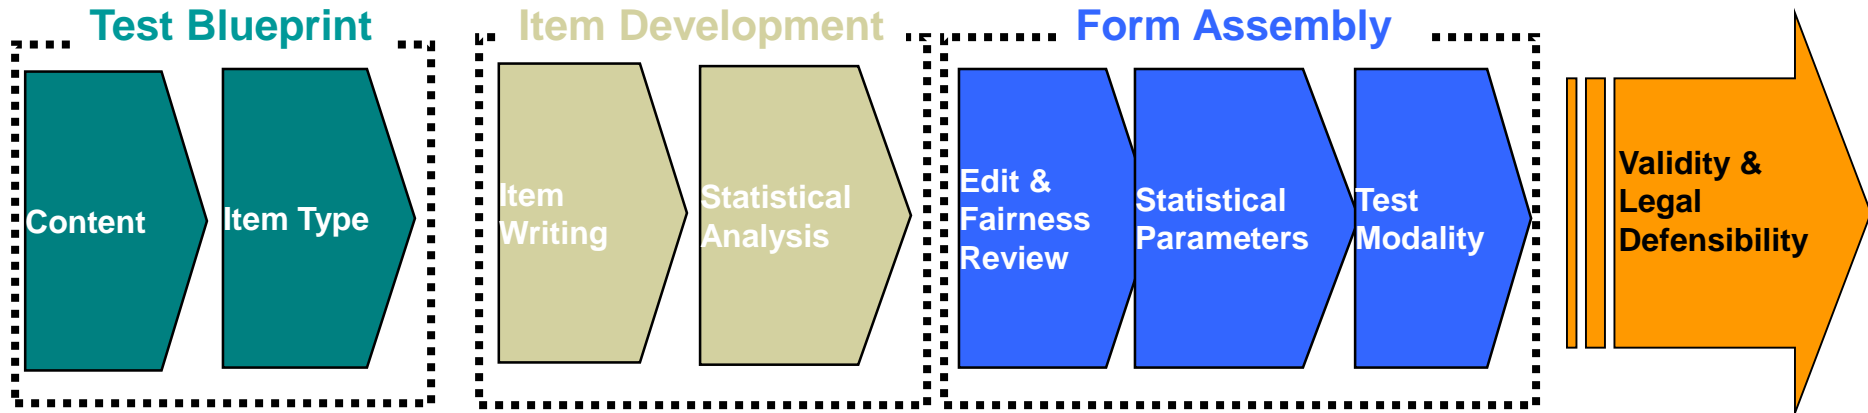 Test Blueprint
Content
Item Type
Item Development
Item
Writing
Statistical
Analysis
Form Assembly
Edit &
Fairness
Review
Statistical
Parameters
Test
Modality
Validity &
Legal
Defensibility